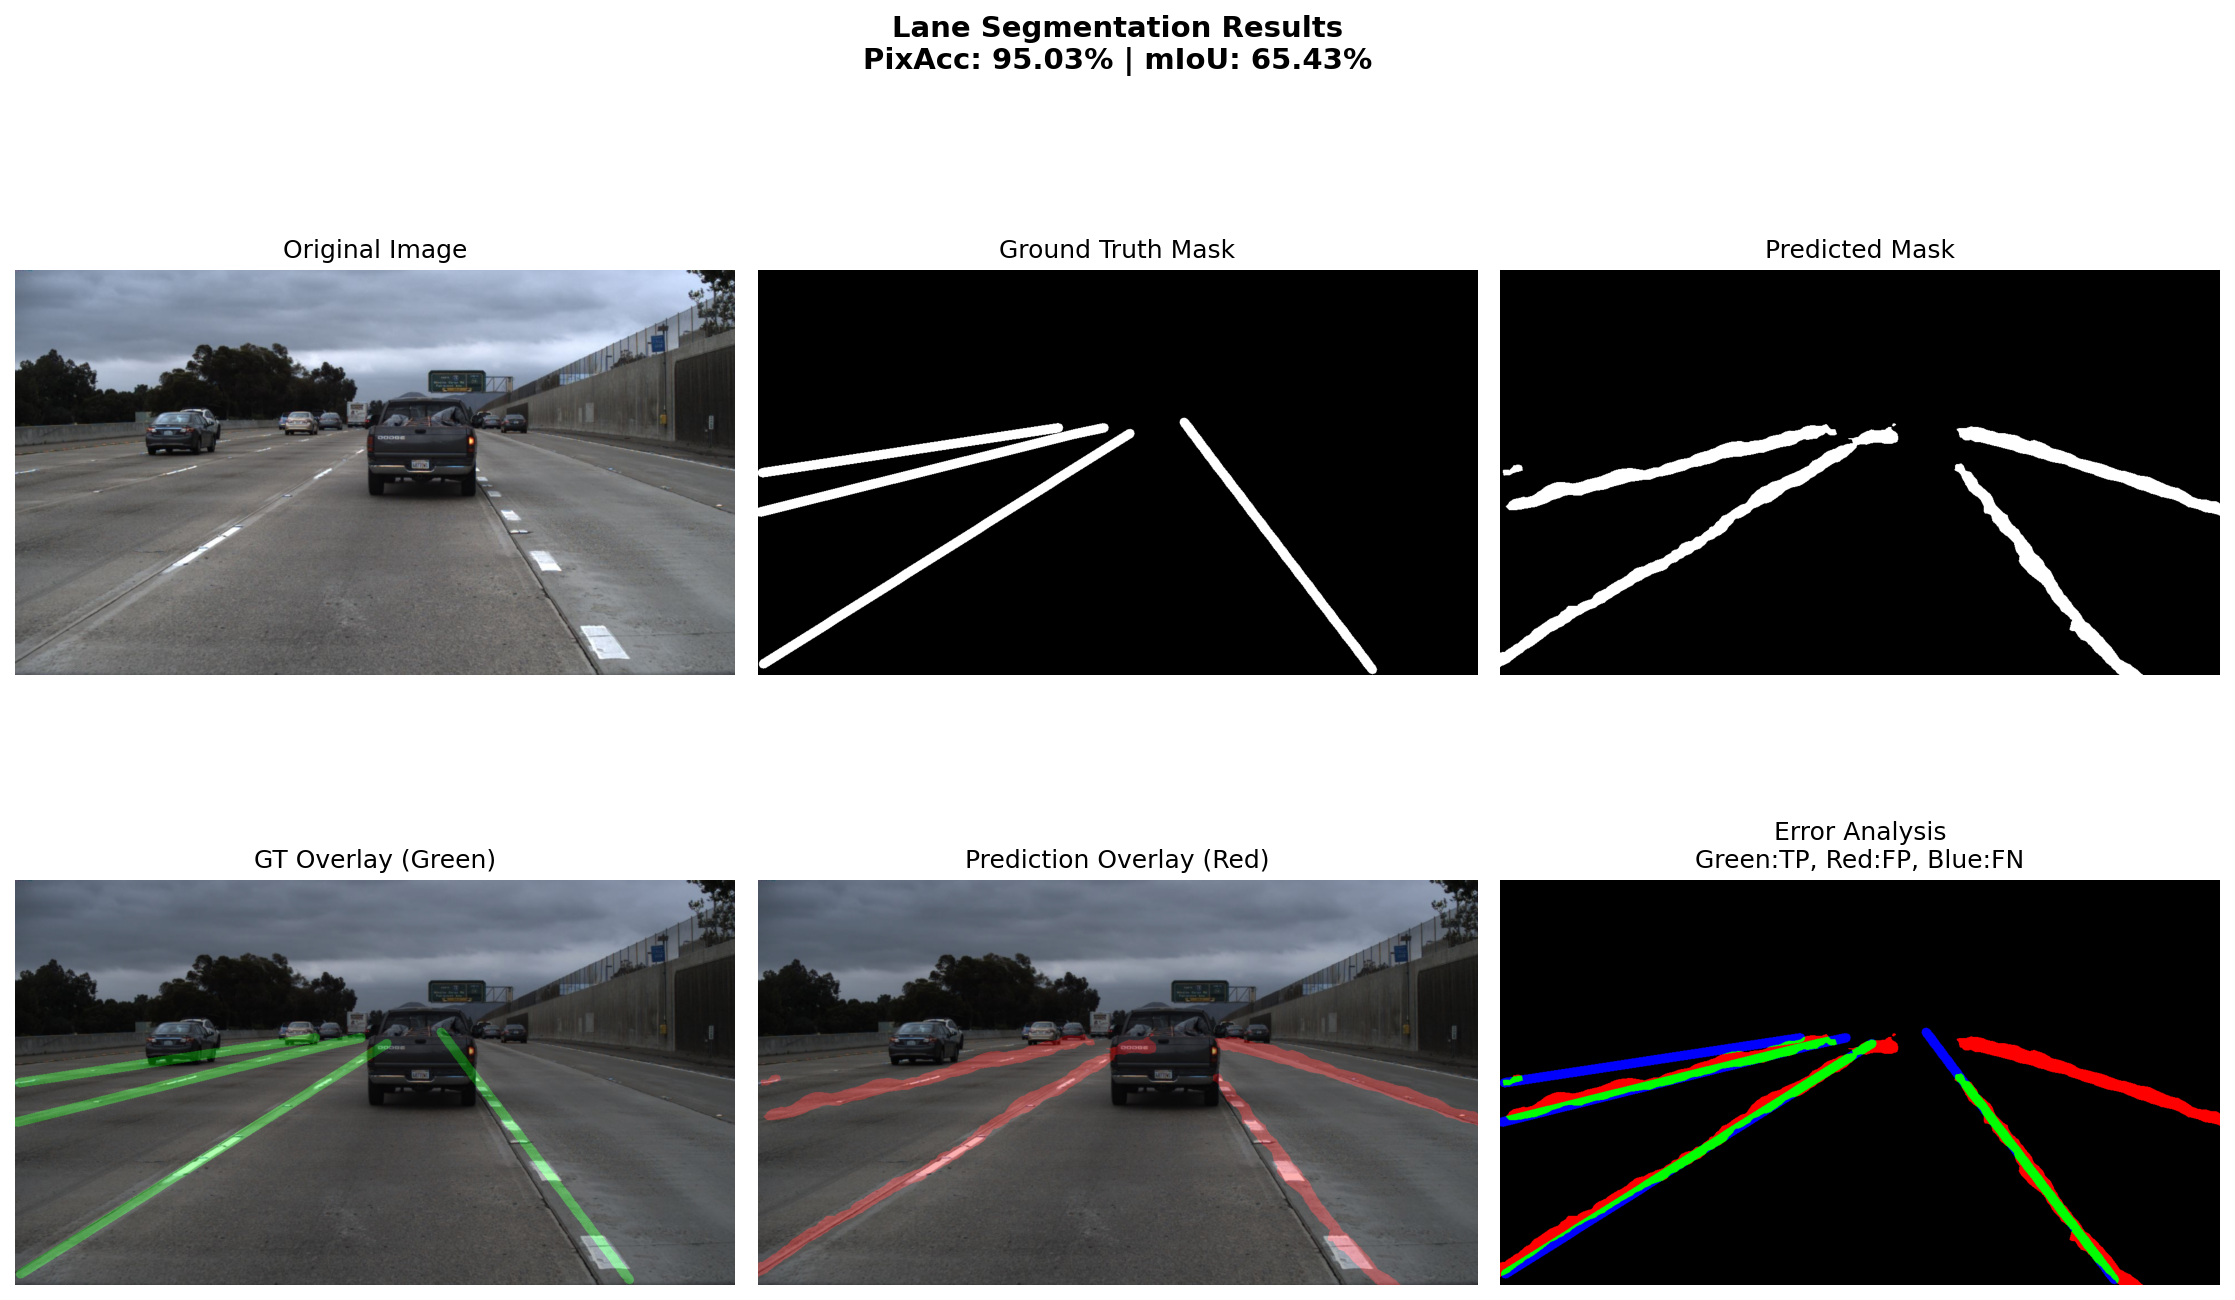 Lane Segmentation Results
PixAcc: 95.03% | mIoU: 65.43%
Original Image
Ground Truth Mask
Predicted Mask
DODGE
GT Overlay (Green)
Prediction Overlay (Red)
Error Analysis
Green:TP, Red:FP, Blue:FN